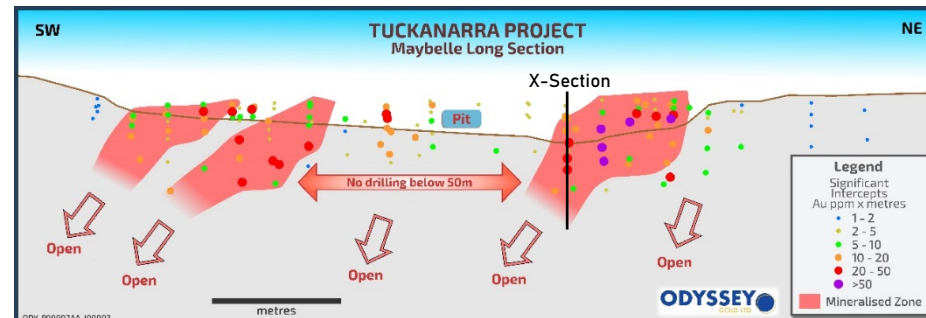 SW
TUCKANARRA PROJECT
NE
Maybelle Long Section
X-Section
Pit
No drilling below 50m
Open
Open
Open
Open
Open
metres
Legend
Significant
Intercepts
Au ppm x metres
1 - 2
2 - 5
5 - 10
10 - 20
20 - 50
>50
Mineralised Zone
ODYSSEY
GOLD LTD